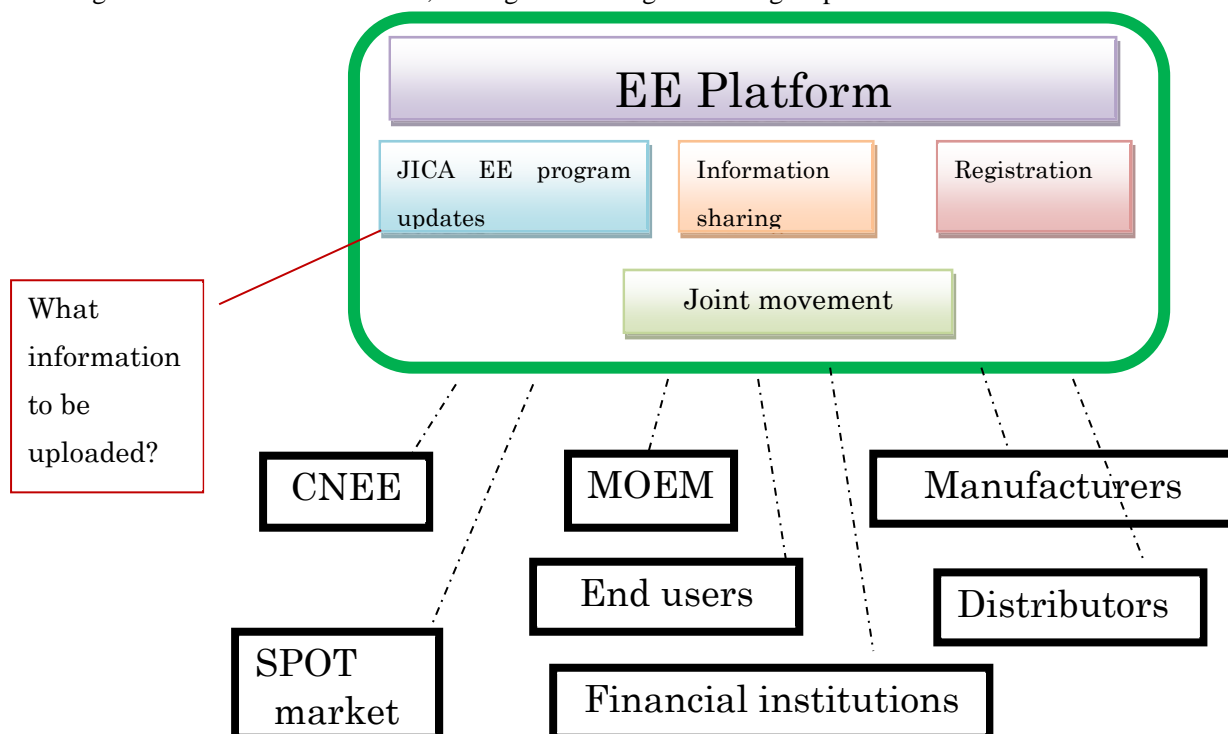 EE Platform
JICA EE program
updates
Information
sharing
Registration
Joint movement
What
information
to be
uploaded?
CNEE
MOEM
Manufacturers
End users
Distributors
SPOT
market
Financial institutions